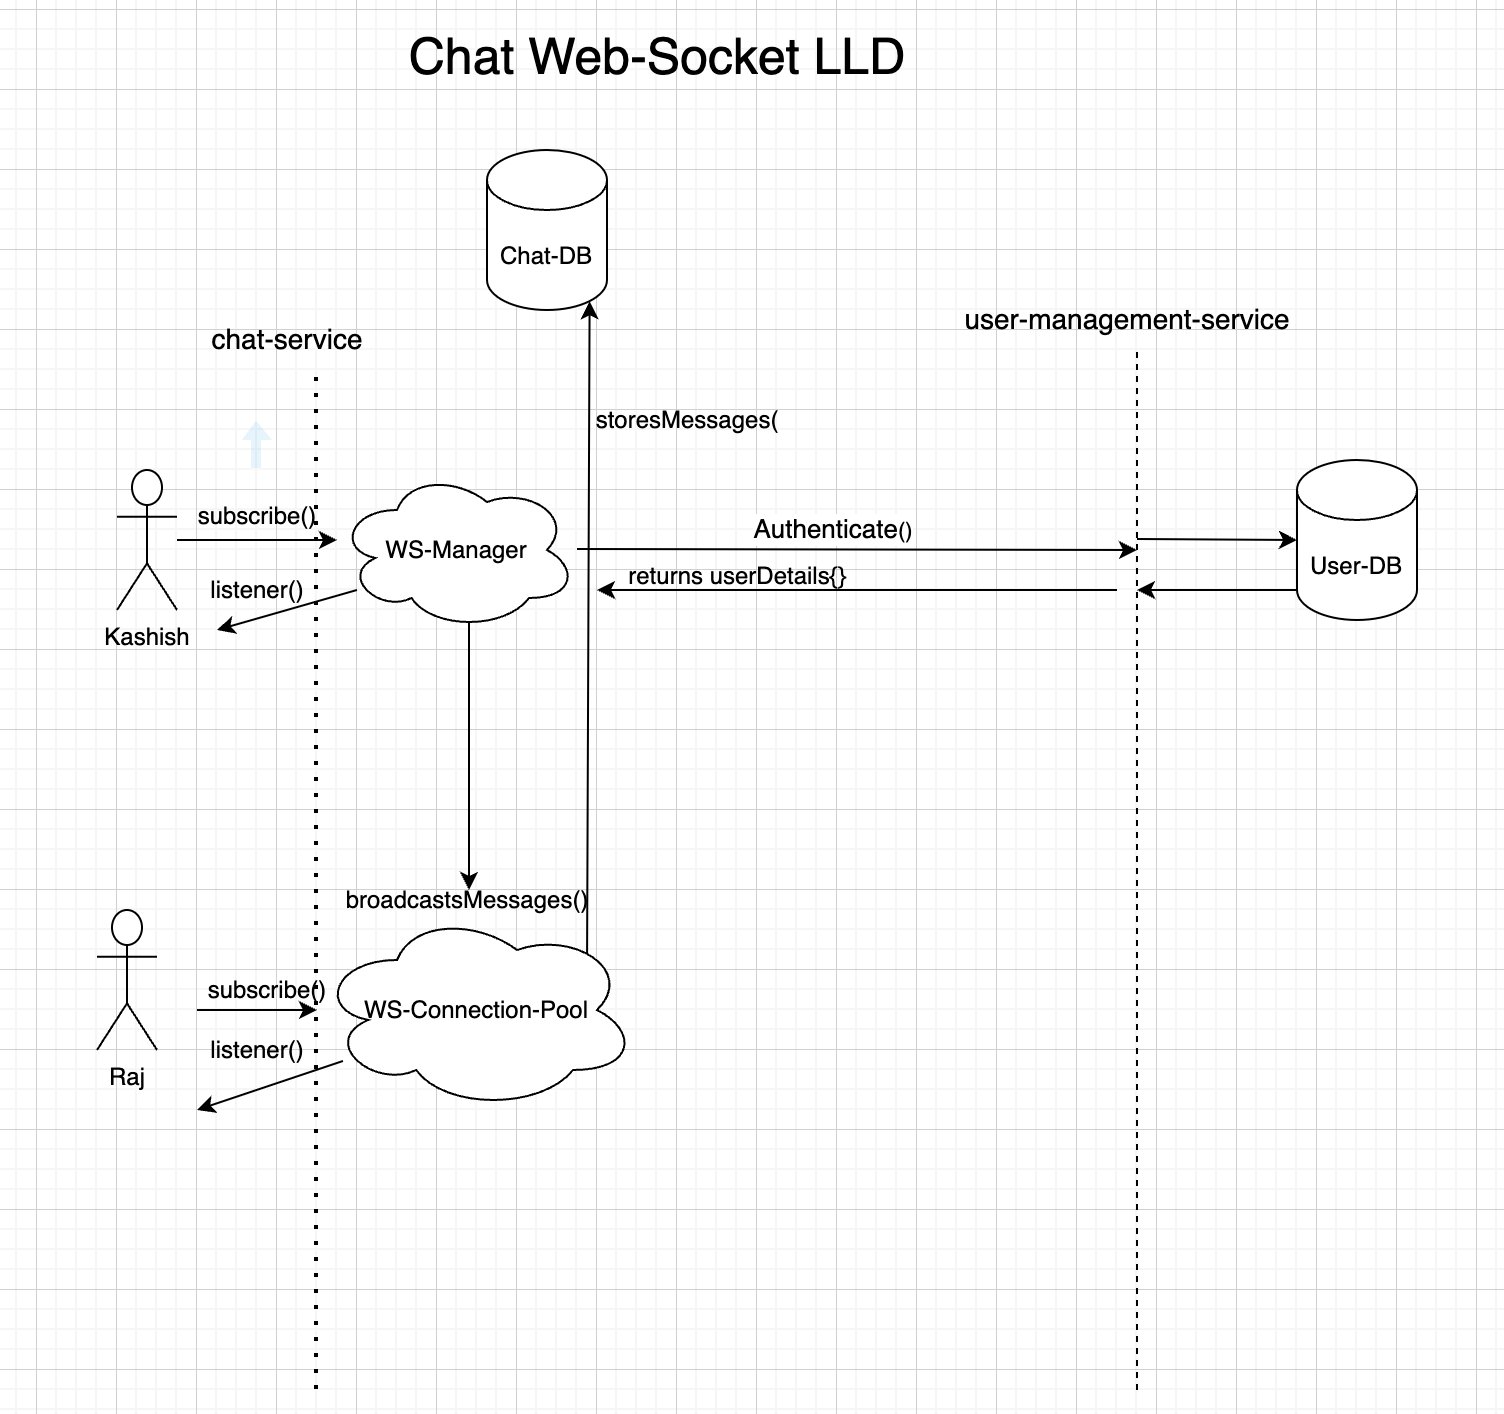 Chat Web-Socket LLD
Chat-DB
user-management-service
chat-service
storesMessages(
subscribe()
Authenticate()
WS-Manager
User-DB
returns userDetails{}
listener()
Kashish
broadcastsMessages()
subscribe()
WS-Connection-Pool
listener()
Raj